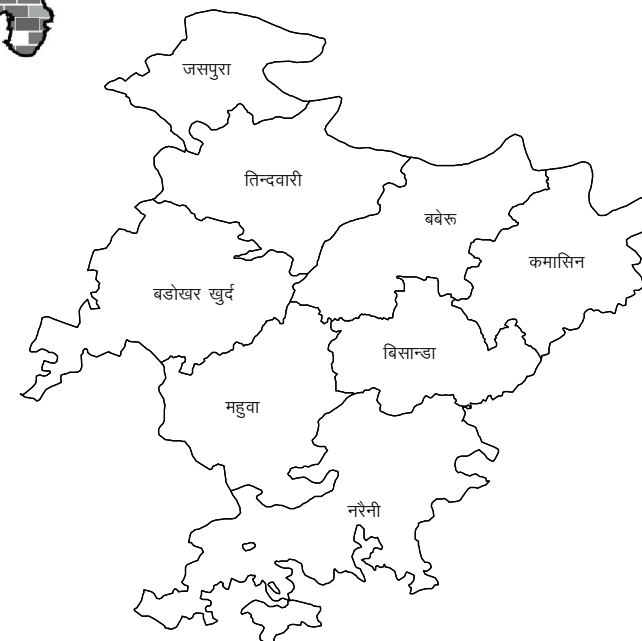 जसपुरा
तिन्दवारी
बबेरू
कमासिन
बडोखर खुर्द
बिसान्डा
महुवा
नरैनी